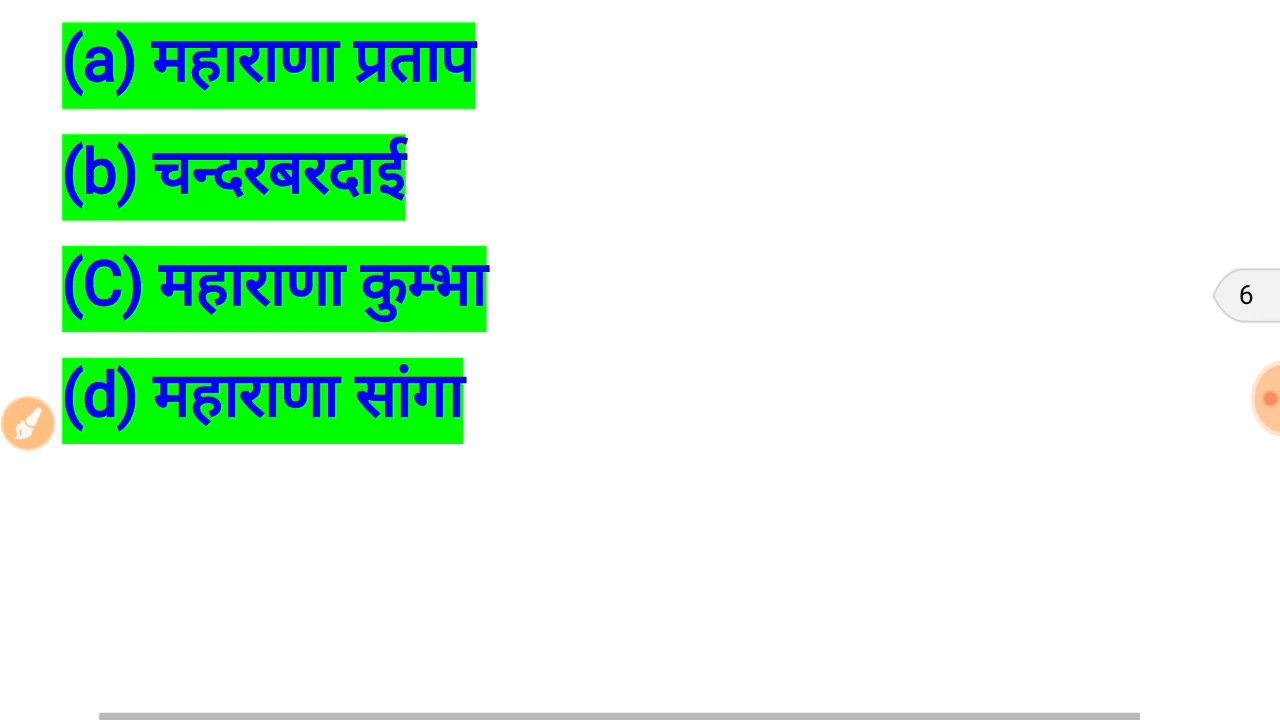 (a) महाराणा प्रताप
(b) चन्दरबरदाई
(C) महाराणा कुम्भा
6
(d) महाराणा सांगा